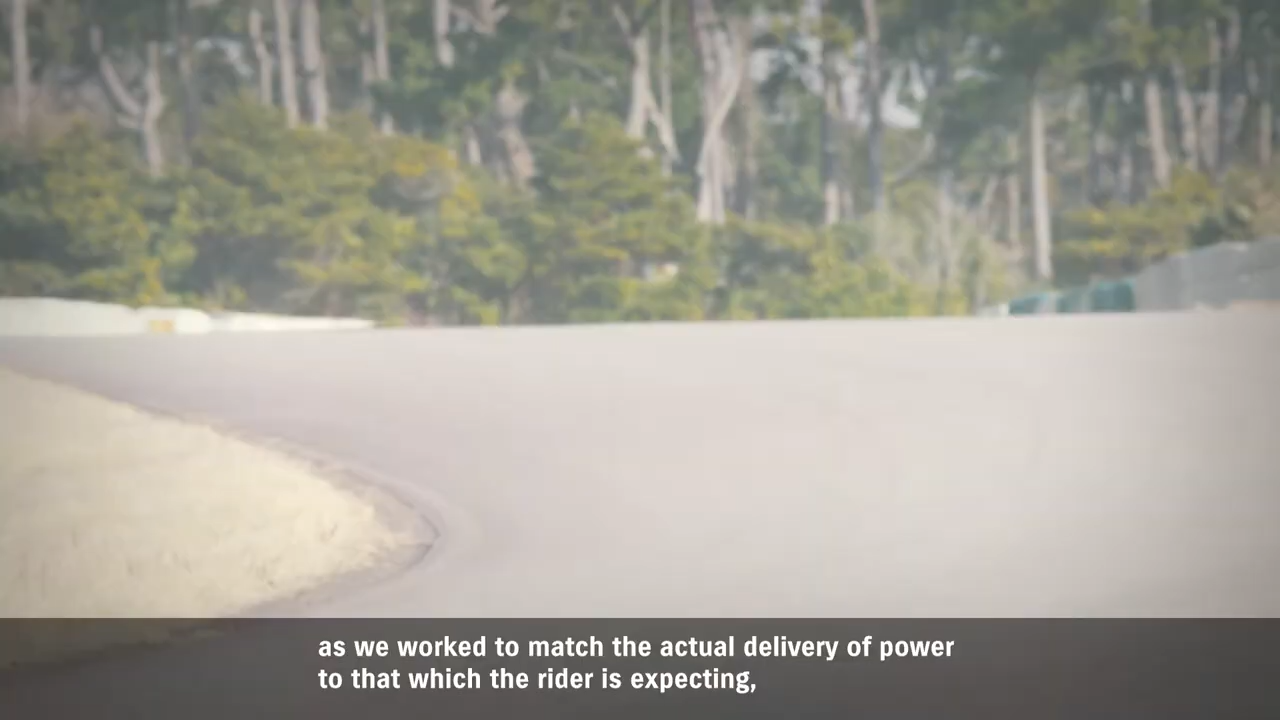 as we worked to match the actual delivery of power
to that which the rider is expecting,